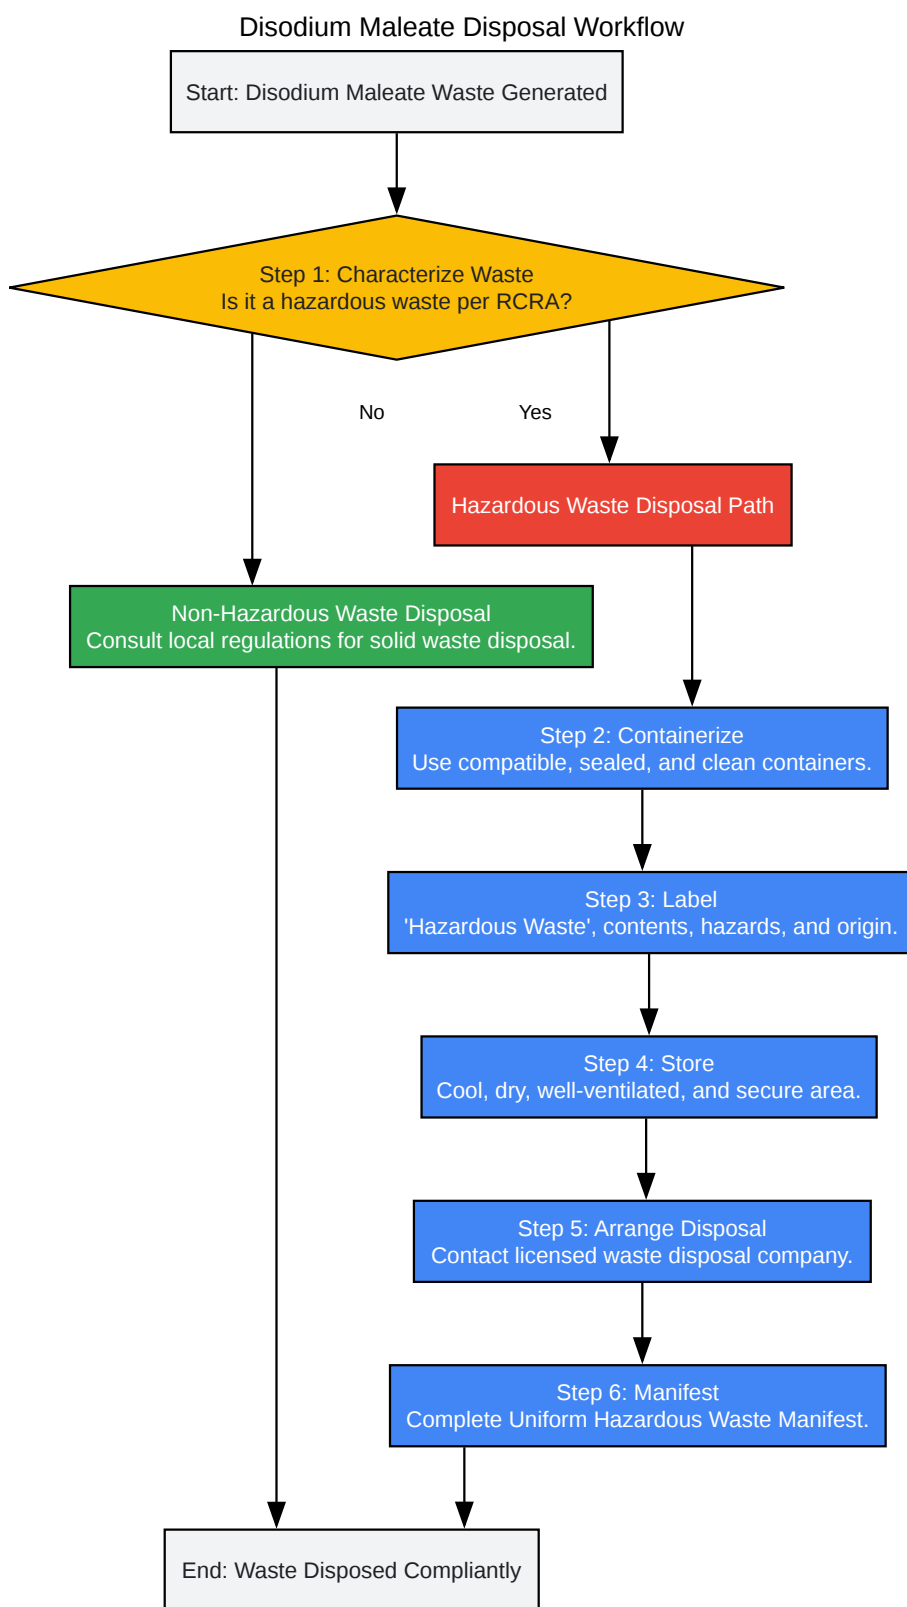 Disodium Maleate Disposal Workflow
Start: Disodium Maleate Waste Generated
Step 1: Characterize Waste
Is it a hazardous waste per RCRA?
No
Yes
Hazardous Waste Disposal Path
Non-Hazardous Waste Disposal
Consult local regulations for solid waste disposal.
Step 2: Containerize
Use compatible, sealed, and clean containers.
Step 3: Label
'Hazardous Waste', contents, hazards, and origin.
Step 4: Store
Cool, dry, well-ventilated, and secure area.
Step 5: Arrange Disposal
Contact licensed waste disposal company.
Step 6: Manifest
Complete Uniform Hazardous Waste Manifest.
End: Waste Disposed Compliantly